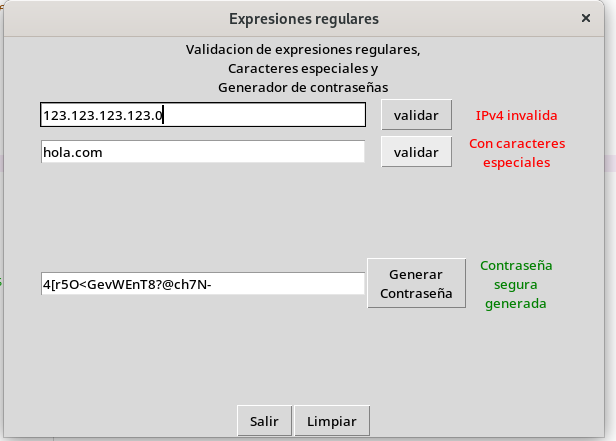 Expresiones regulares
×
Validacion de expresiones regulares,
Caracteres especiales y
Generador de contraseñas
123.123.123.123.0
validar
IPv4 invalida
hola.com
validar
Con caracteres
especiales
4[r5O<GevWEnT8?@ch7N-
Generar
Contraseña
Contraseña
segura
generada
Salir
Limpiar